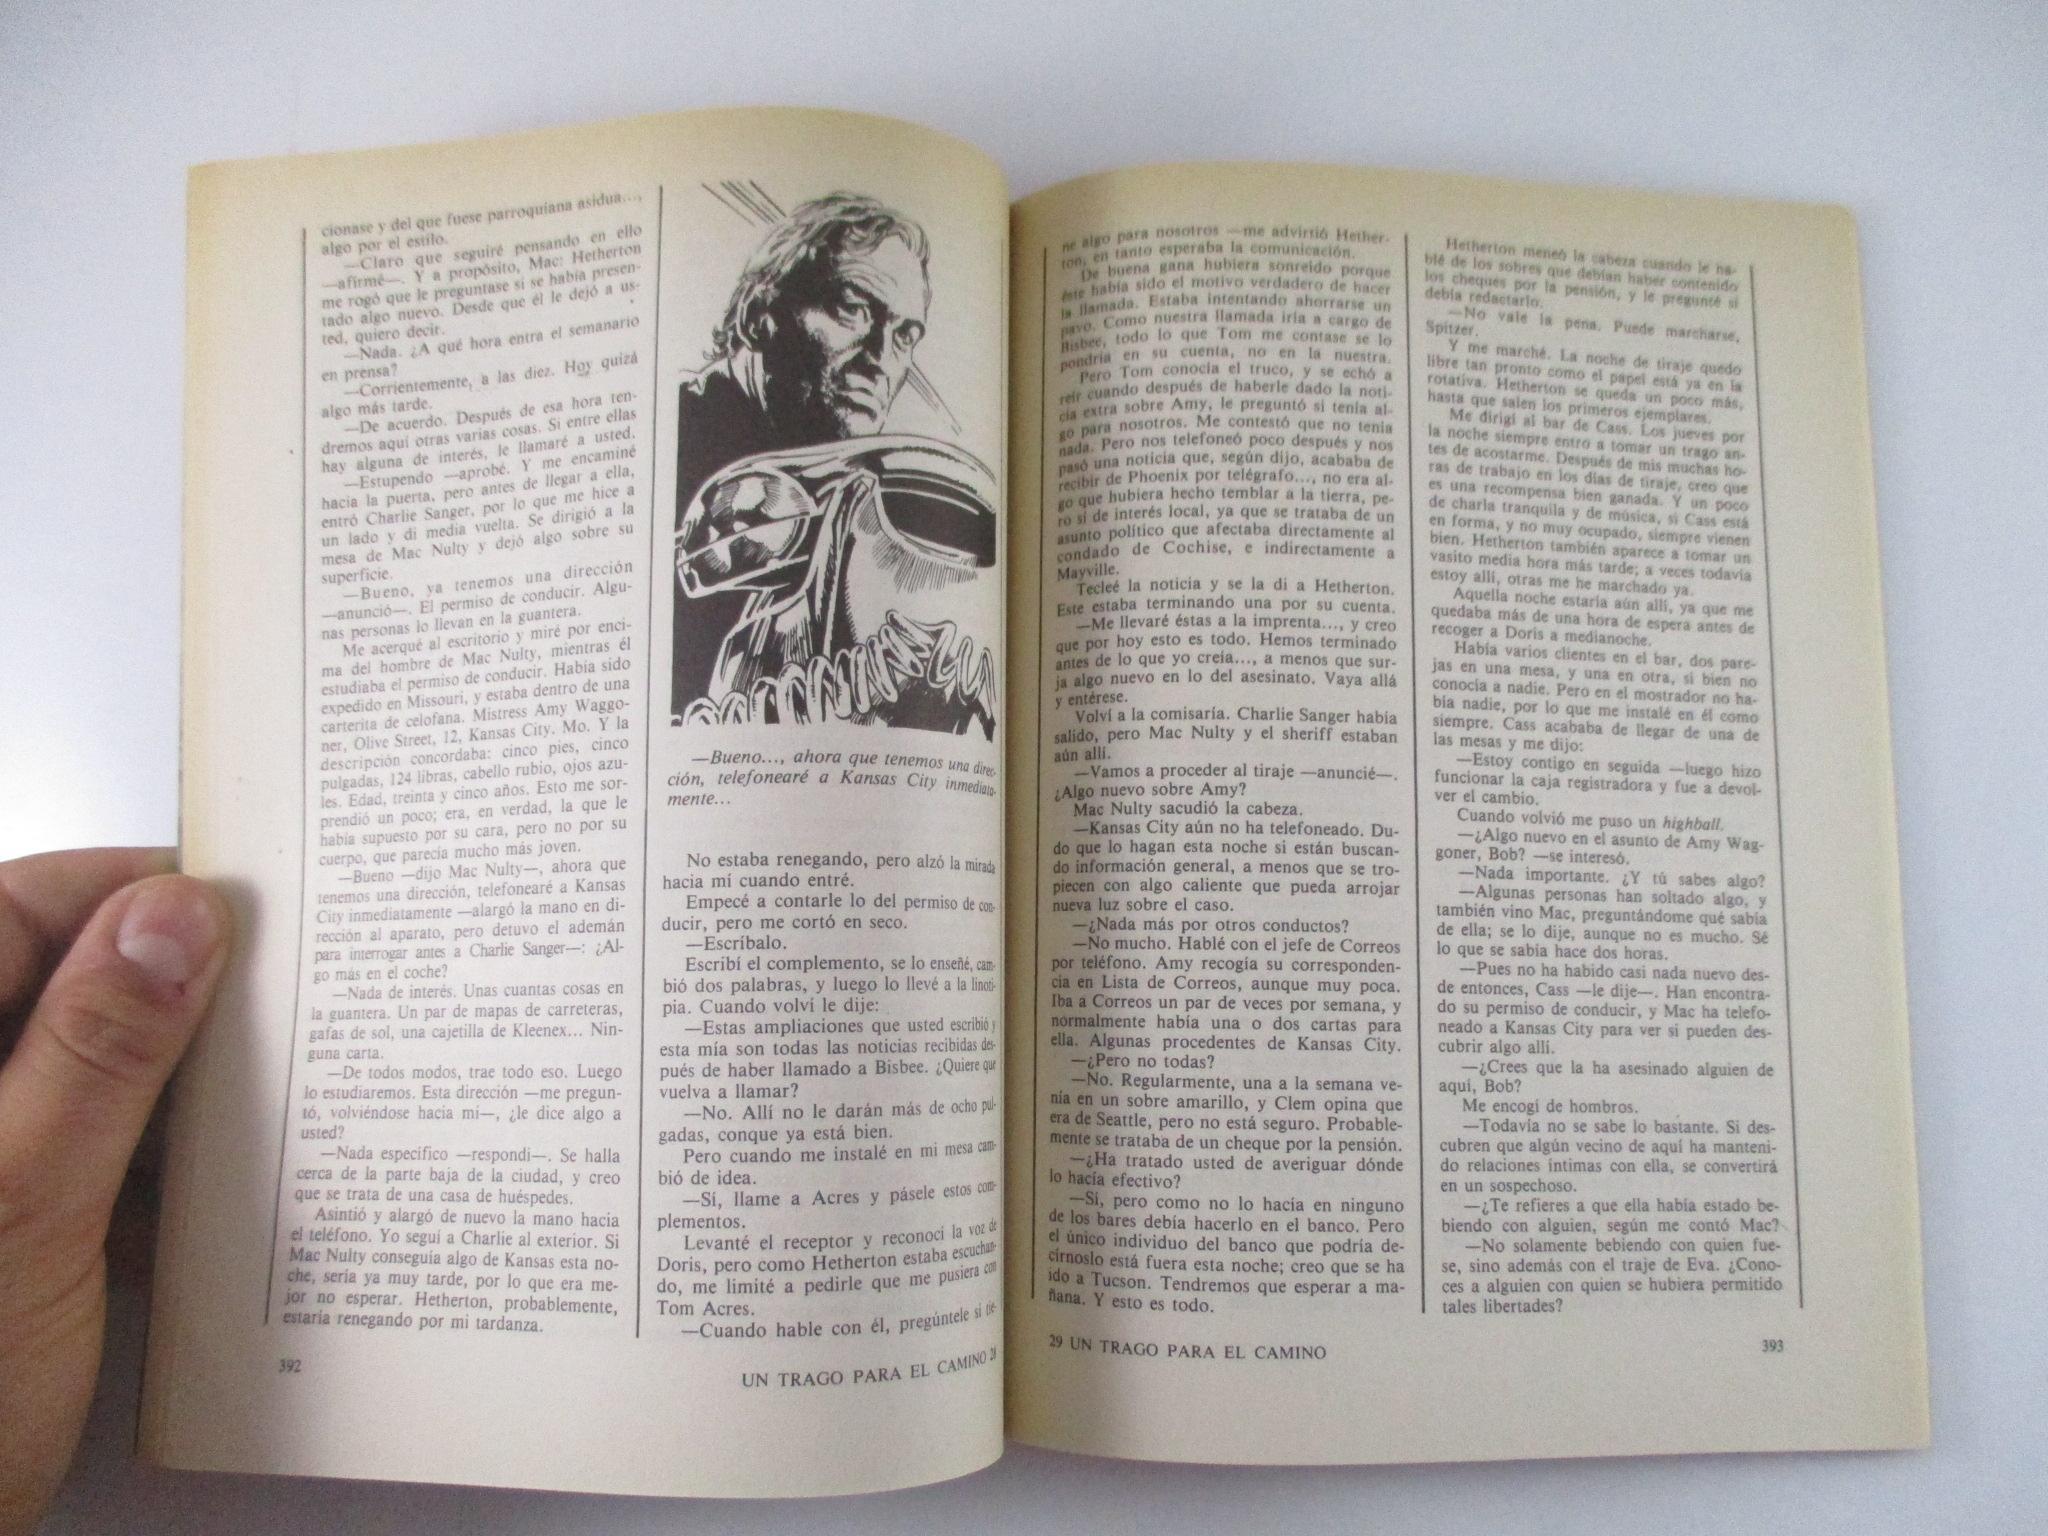 cionase y del que fuese parroquiana asidua...,
algo por el estilo.
—Claro que seguiré pensando en ello
—afirmé—. Y a propósito, Mac: Hetherton
me rogó que le preguntase si se había presen-
tado algo nuevo. Desde que él le dejó a us-
ted, quiero decir.
—Nada. ¿A qué hora entra el semanario
en prensa?
—Corrientemente, a las diez. Hoy quizá
algo más tarde.
—De acuerdo. Después de esa hora ten-
dremos aquí otras varias cosas. Si entre ellas
hay alguna de interés, le llamaré a usted.
—Estupendo —aprobé. Y me encaminé
hacia la puerta, pero antes de llegar a ella,
entró Charlie Sanger, por lo que me hice a
un lado y di media vuelta. Se dirigió a la
mesa de Mac Nulty y dejó algo sobre su
superficie.
—Bueno, ya tenemos una dirección
—anunció—. El permiso de conducir. Algu-
nas personas lo llevan en la guantera.
Me acerqué al escritorio y miré por enci-
ma del hombre de Mac Nulty, mientras él
estudiaba el permiso de conducir. Había sido
expedido en Missouri, y estaba dentro de una
carterita de celofana. Mistress Amy Waggo-
ner, Olive Street, 12, Kansas City. Mo. Y la
descripción concordaba: cinco pies, cinco
pulgadas, 124 libras, cabello rubio, ojos azu-
les. Edad, treinta y cinco años. Esto me sor-
prendió un poco; era, en verdad, la que le
había supuesto por su cara, pero no por su
cuerpo, que parecía mucho más joven.
—Bueno —dijo Mac Nulty—, ahora que
tenemos una dirección, telefonearé a Kansas
City inmediatamente —alargó la mano en di-
rección al aparato, pero detuvo el ademán
para interrogar antes a Charlie Sanger—: ¿Al-
go más en el coche?
—Nada de interés. Unas cuantas cosas en
la guantera. Un par de mapas de carreteras,
gafas de sol, una cajetilla de Kleenex... Nin-
guna carta.
—De todos modos, trae todo eso. Luego
lo estudiaremos. Esta dirección —me pregun-
tó, volviéndose hacia mí—, ¿le dice algo a
usted?
—Nada específico —respondí—. Se halla
cerca de la parte baja de la ciudad, y creo
que se trata de una casa de huéspedes.
Asintió y alargó de nuevo la mano hacia
el teléfono. Yo seguí a Charlie al exterior. Si
Mac Nulty conseguía algo de Kansas esta no-
che, sería ya muy tarde, por lo que era me-
jor no esperar. Hetherton, probablemente,
estaría renegando por mi tardanza.
—Bueno..., ahora que tenemos una direc-
ción, telefonearé a Kansas City inmediata-
mente...
No estaba renegando, pero alzó la mirada
hacia mí cuando entré.
Empecé a contarle lo del permiso de con-
ducir, pero me cortó en seco.
—Escríbalo.
Escribí el complemento, se lo enseñé, cam-
bió dos palabras, y luego lo llevé a la linoti-
pia. Cuando volví le dije:
—Estas ampliaciones que usted escribió y
esta mía son todas las noticias recibidas des-
pués de haber llamado a Bisbee. ¿Quiere que
vuelva a llamar?
—No. Allí no le darán más de ocho pul-
gadas, conque ya está bien.
Pero cuando me instalé en mi mesa cam-
bió de idea.
—Sí, llame a Acres y pásele estos com-
plementos.
Levanté el receptor y reconocí la voz de
Doris, pero como Hetherton estaba escuchan-
do, me limité a pedirle que me pusiera con
Tom Acres.
—Cuando hable con él, pregúntele si tie-
392
UN TRAGO PARA EL CAMINO 28
ne algo para nosotros —me advirtió Hether-
ton, en tanto esperaba la comunicación.
De buena gana hubiera sonreído porque
éste había sido el motivo verdadero de hacer
la llamada. Estaba intentando ahorrarse un
pavo. Como nuestra llamada iría a cargo de
Bisbee, todo lo que Tom me contase se lo
pondría en su cuenta, no en la nuestra.
Pero Tom conocía el truco, y se echó a
reír cuando después de haberle dado la noti-
cia extra sobre Amy, le preguntó si tenía al-
go para nosotros. Me contestó que no tenía
nada. Pero nos telefoneó poco después y nos
pasó una noticia que, según dijo, acababa de
recibir de Phoenix por telégrafo..., no era al-
go que hubiera hecho temblar a la tierra, pe-
ro sí de interés local, ya que se trataba de un
asunto político que afectaba directamente al
condado de Cochise, e indirectamente a
Mayville.
Tecleé la noticia y se la di a Hetherton.
Este estaba terminando una por su cuenta.
—Me llevaré éstas a la imprenta..., y creo
que por hoy esto es todo. Hemos terminado
antes de lo que yo creía..., a menos que sur-
ja algo nuevo en lo del asesinato. Vaya allá
y entérese.
Volví a la comisaría. Charlie Sanger había
salido, pero Mac Nulty y el sheriff estaban
aún allí.
—Vamos a proceder al tiraje —anuncié—.
¿Algo nuevo sobre Amy?
Mac Nulty sacudió la cabeza.
—Kansas City aún no ha telefoneado. Du-
do que lo hagan esta noche si están buscan-
do información general, a menos que se tro-
piecen con algo caliente que pueda arrojar
nueva luz sobre el caso.
—¿Nada más por otros conductos?
—No mucho. Hablé con el jefe de Correos
por teléfono. Amy recogía su corresponden-
cia en Lista de Correos, aunque muy poca.
Iba a Correos un par de veces por semana, y
normalmente había una o dos cartas para
ella. Algunas procedentes de Kansas City.
—¿Pero no todas?
—No. Regularmente, una a la semana ve-
nía en un sobre amarillo, y Clem opina que
era de Seattle, pero no está seguro. Probable-
mente se trataba de un cheque por la pensión.
—¿Ha tratado usted de averiguar dónde
lo hacía efectivo?
—Sí, pero como no lo hacía en ninguno
de los bares debía hacerlo en el banco. Pero
el único individuo del banco que podría de-
círnoslo está fuera esta noche; creo que se ha
ido a Tucson. Tendremos que esperar a ma-
ñana. Y esto es todo.
Hetherton meneó la cabeza cuando le ha-
blé de los sobres que debían haber contenido
los cheques por la pensión, y le pregunté si
debía redactarlo.
—No vale la pena. Puede marcharse,
Spitzer.
Y me marché. La noche de tiraje quedo
libre tan pronto como el papel está ya en la
rotativa. Hetherton se queda un poco más,
hasta que salen los primeros ejemplares.
Me dirigí al bar de Cass. Los jueves por
la noche siempre entro a tomar un trago an-
tes de acostarme. Después de mis muchas ho-
ras de trabajo en los días de tiraje, creo que
es una recompensa bien ganada. Y un poco
de charla tranquila y de música, si Cass está
en forma, y no muy ocupado, siempre vienen
bien. Hetherton también aparece a tomar un
vasito media hora más tarde; a veces todavía
estoy allí, otras me he marchado ya.
Aquella noche estaría aún allí, ya que me
quedaba más de una hora de espera antes de
recoger a Doris a medianoche.
Había varios clientes en el bar, dos pare-
jas en una mesa, y una en otra, si bien no
conocía a nadie. Pero en el mostrador no ha-
bía nadie, por lo que me instalé en él como
siempre. Cass acababa de llegar de una de
las mesas y me dijo:
—Estoy contigo en seguida —luego hizo
funcionar la caja registradora y fue a devol-
ver el cambio.
Cuando volvió me puso un highball.
—¿Algo nuevo en el asunto de Amy Wag-
goner, Bob? —se interesó.
—Nada importante. ¿Y tú sabes algo?
—Algunas personas han soltado algo, y
también vino Mac, preguntándome qué sabía
de ella; se lo dije, aunque no es mucho. Sé
lo que se sabía hace dos horas.
—Pues no ha habido casi nada nuevo des-
de entonces, Cass —le dije—. Han encontra-
do su permiso de conducir, y Mac ha telefo-
neado a Kansas City para ver si pueden des-
cubrir algo allí.
—¿Crees que la ha asesinado alguien de
aquí, Bob?
Me encogí de hombros.
—Todavía no se sabe lo bastante. Si des-
cubren que algún vecino de aquí ha manteni-
do relaciones íntimas con ella, se convertirá
en un sospechoso.
—¿Te refieres a que ella había estado be-
biendo con alguien, según me contó Mac?
—No solamente bebiendo con quien fue-
se, sino además con el traje de Eva. ¿Cono-
ces a alguien con quien se hubiera permitido
tales libertades?
29 UN TRAGO PARA EL CAMINO
393